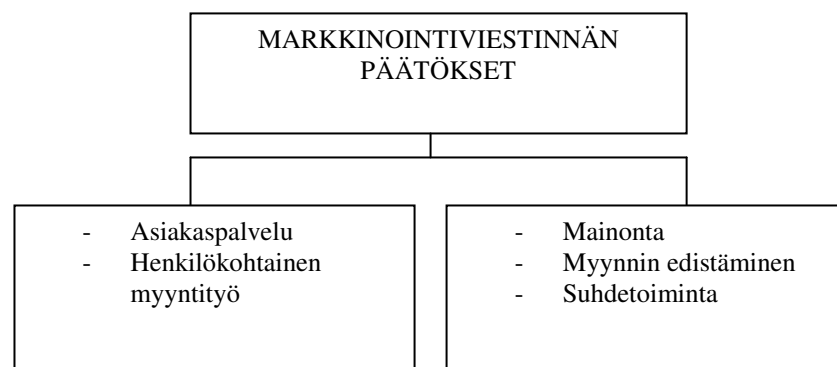 MARKKINOINTIVIESTINNÄN
PÄÄTÖKSET
- Asiakaspalvelu
- Henkilökohtainen
myyntityö
- Mainonta
- Myynnin edistäminen
- Suhdetoiminta